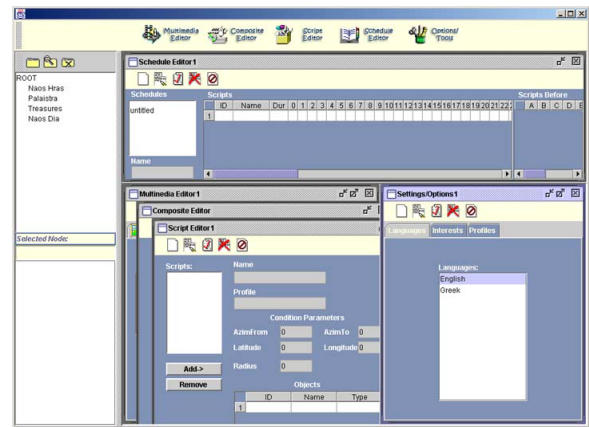 Multimedia Editor
Composite Editor
Script Editor
Schedule Editor
Options/ Tools
Schedule Editor1
ROOT
Naos Hras
Palaistra
Treasures
Naos Dia
Schedules
untitled
Name
Scripts
ID Name Dur 0 1 2 3 4 5 6 7 8 9 10 11 12 13 14 15 16 17 18 19 20 21 22
1
Scripts Before
A B C D E
Selected Node:
Multimedia Editor1
Composite Editor
Script Editor1
Scripts:
Name
Profile
Condition Parameters
AzimFrom 0 AzimTo 0
Latitude 0 Longitude 0
Radius 0
Add->
Remove
Objects
ID Name Type
1
Settings/Options1
Languages Interests Profiles
Languages:
English
Greek